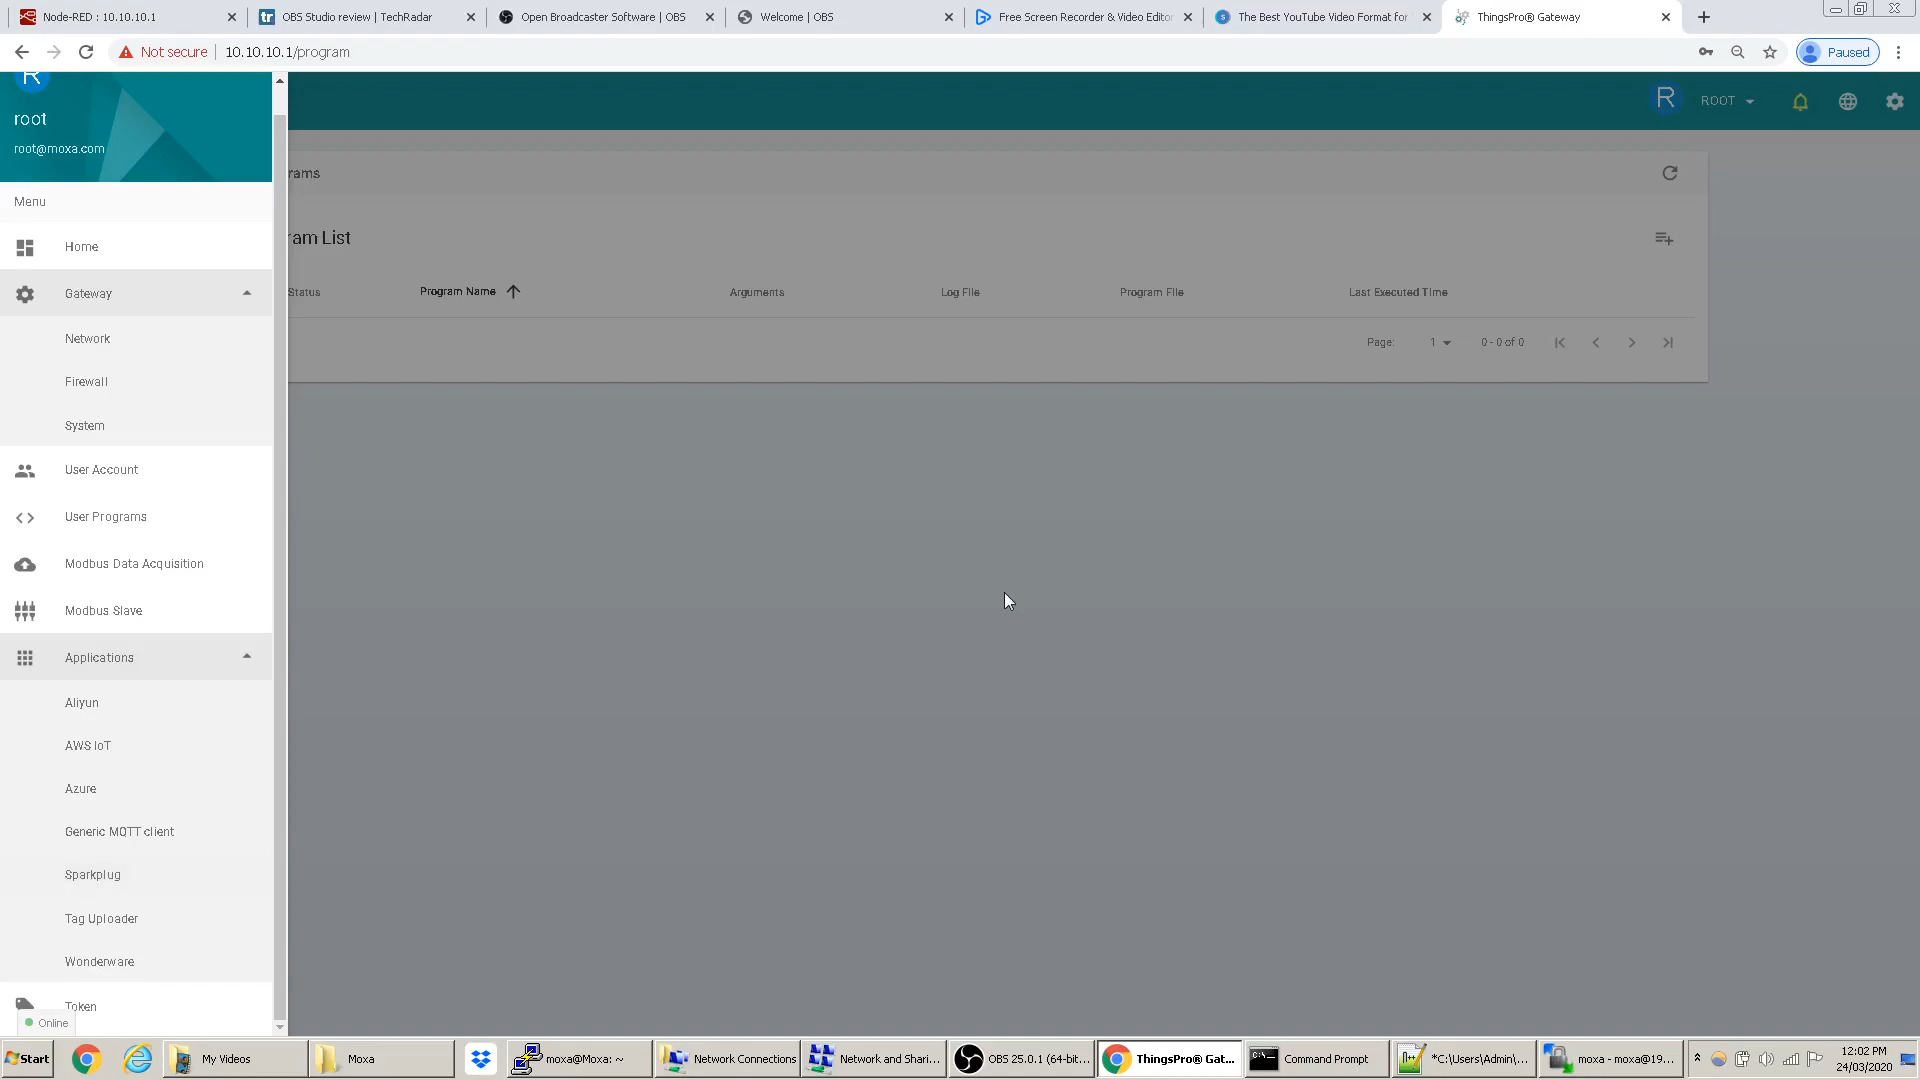 Node-RED : 10.10.10.1
OBS Studio review | TechRadar
Open Broadcaster Software | OBS
Welcome | OBS
Free Screen Recorder & Video Editor
The Best YouTube Video Format for
ThingsPro® Gateway
Not secure
10.10.10.1/program
Paused
R
root
root@moxa.com
R
ROOT
Menu
Home
Gateway
Network
Firewall
System
User Account
User Programs
Modbus Data Acquisition
Modbus Slave
Applications
Aliyun
AWS IoT
Azure
Generic MQTT client
Sparkplug
Tag Uploader
Wonderware
Token
Online
rams
ram List
Status
Program Name
Arguments
Log File
Program File
Last Executed Time
Page:
1
0 - 0 of 0
Start
My Videos
Moxa
moxa@Moxa: ~
Network Connections
Network and Shari...
OBS 25.0.1 (64-bit...
ThingsPro® Gat...
Command Prompt
*C:\Users\Admin\...
moxa - moxa@19...
12:02 PM
24/03/2020